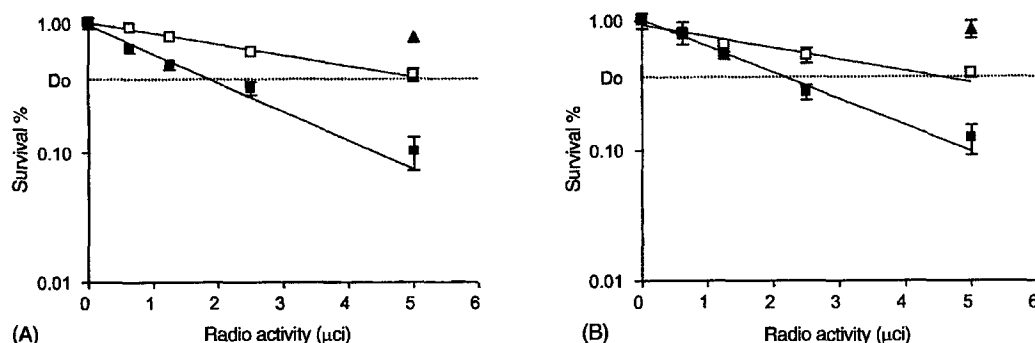 1.00
Do
0.10
0.01
Survival %
0 1 2 3 4 5 6
Radio activity (μci)
(A)
1.00
Do
0.10
0.01
Survival %
0 1 2 3 4 5 6
Radio activity (μci)
(B)